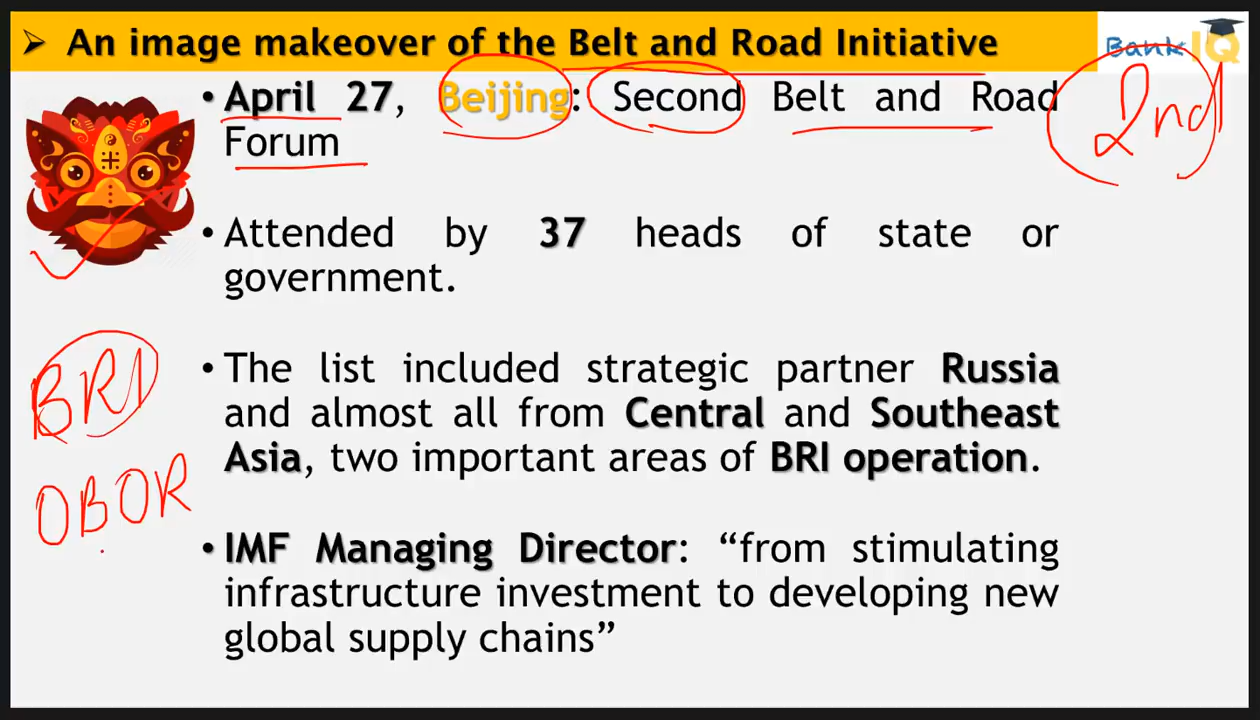 ➤ An image makeover of the Belt and Road Initiative
Bank IQ
• April 27, Beijing: Second Belt and Road
Forum
2nd
• Attended by 37 heads of state or
government.
BRI
• The list included strategic partner Russia
and almost all from Central and Southeast
Asia, two important areas of BRI operation.
OBOR
• IMF Managing Director: “from stimulating
infrastructure investment to developing new
global supply chains”